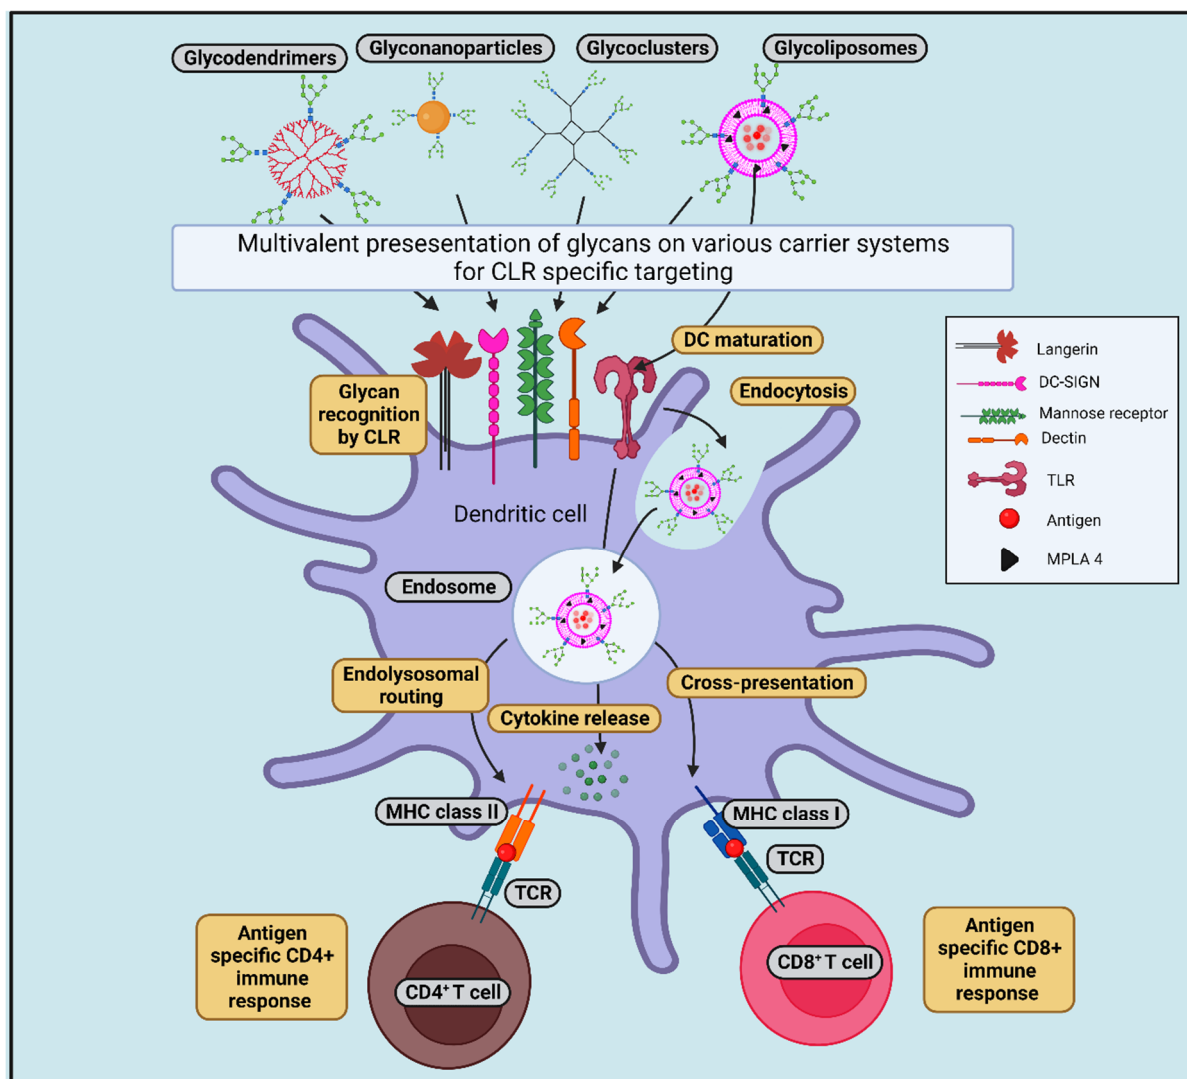 Glycodendrimers
Glyconanoparticles
Glycoclusters
Glycoliposomes
Multivalent presesentation of glycans on various carrier systems
for CLR specific targeting
DC maturation
Endocytosis
Glycan
recognition
by CLR
Langerin
DC-SIGN
Mannose receptor
Dectin
TLR
Antigen
MPLA 4
Dendritic cell
Endosome
Endolysosomal
routing
Cytokine release
Cross-presentation
MHC class II
MHC class I
TCR
TCR
Antigen
specific CD4+
immune
response
CD4⁺ T cell
CD8⁺ T cell
Antigen
specific CD8+
immune
response